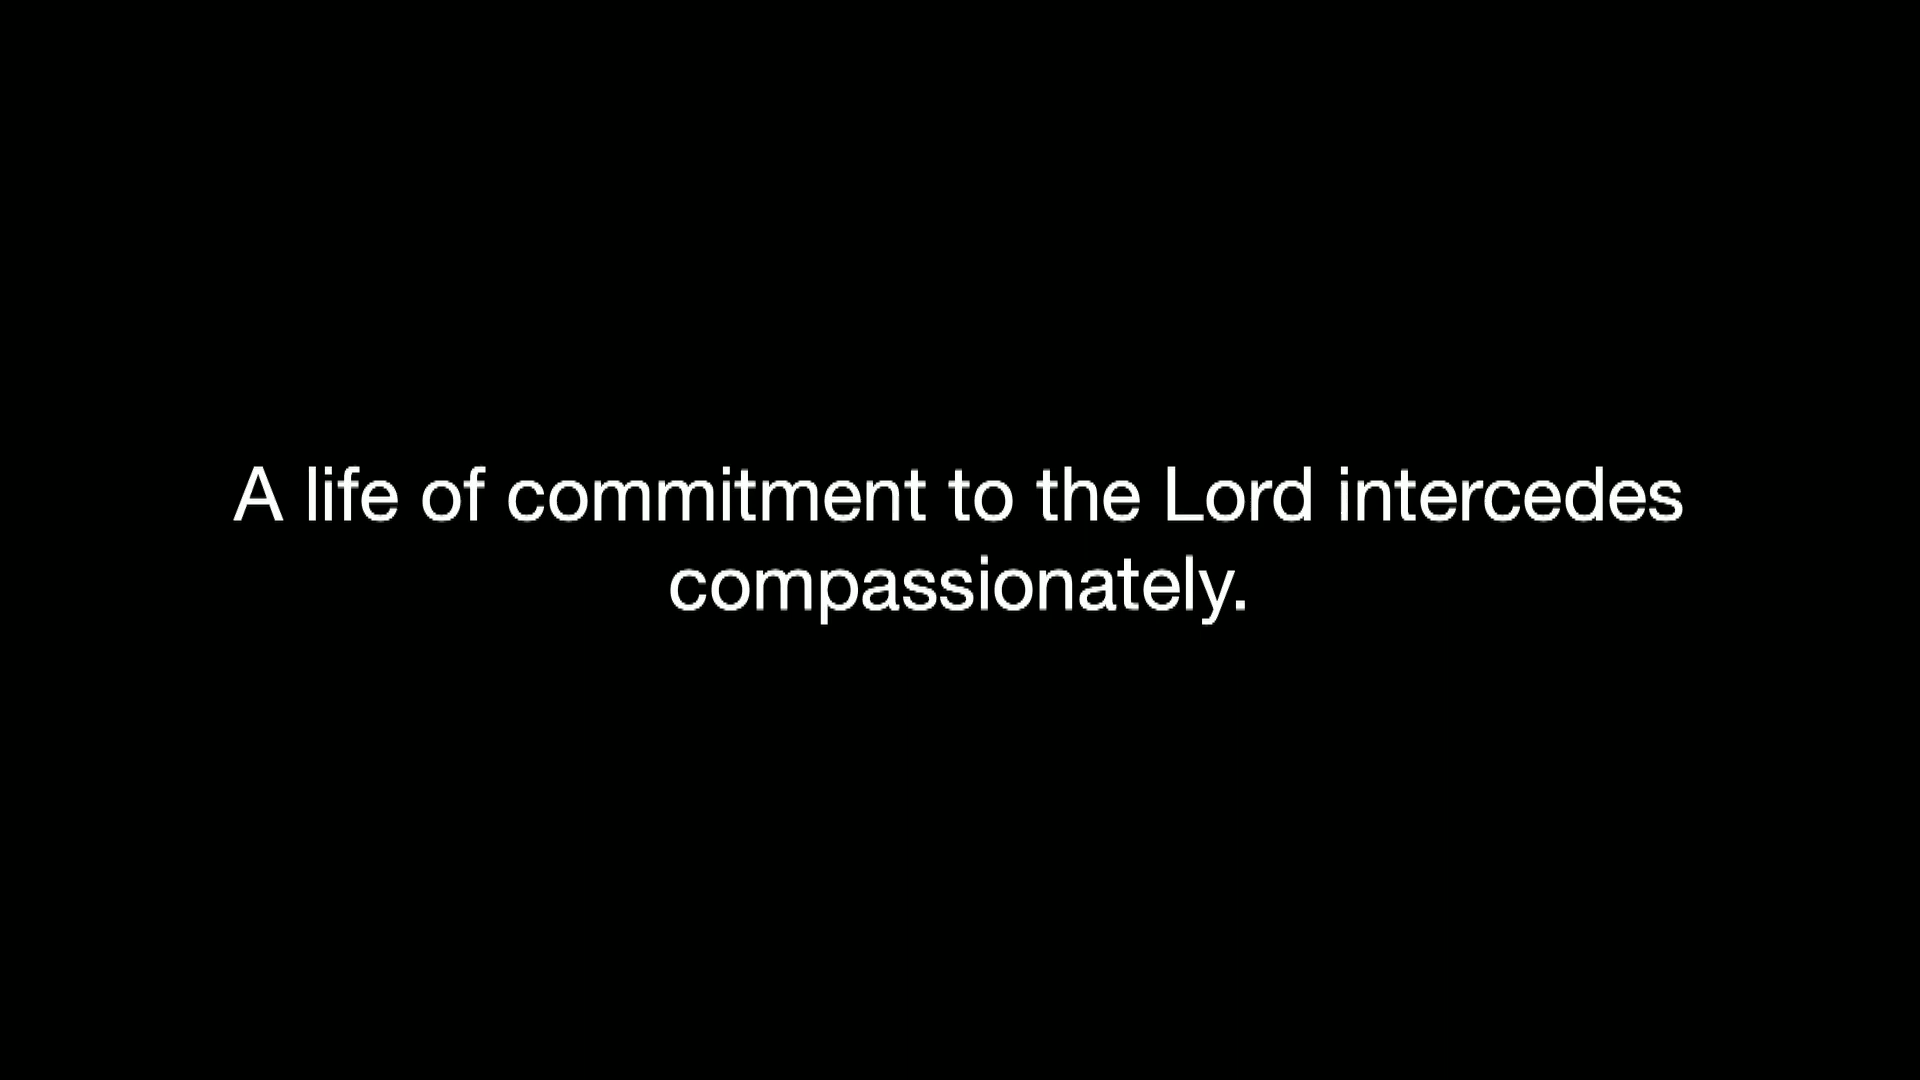 A life of commitment to the Lord intercedes
compassionately.